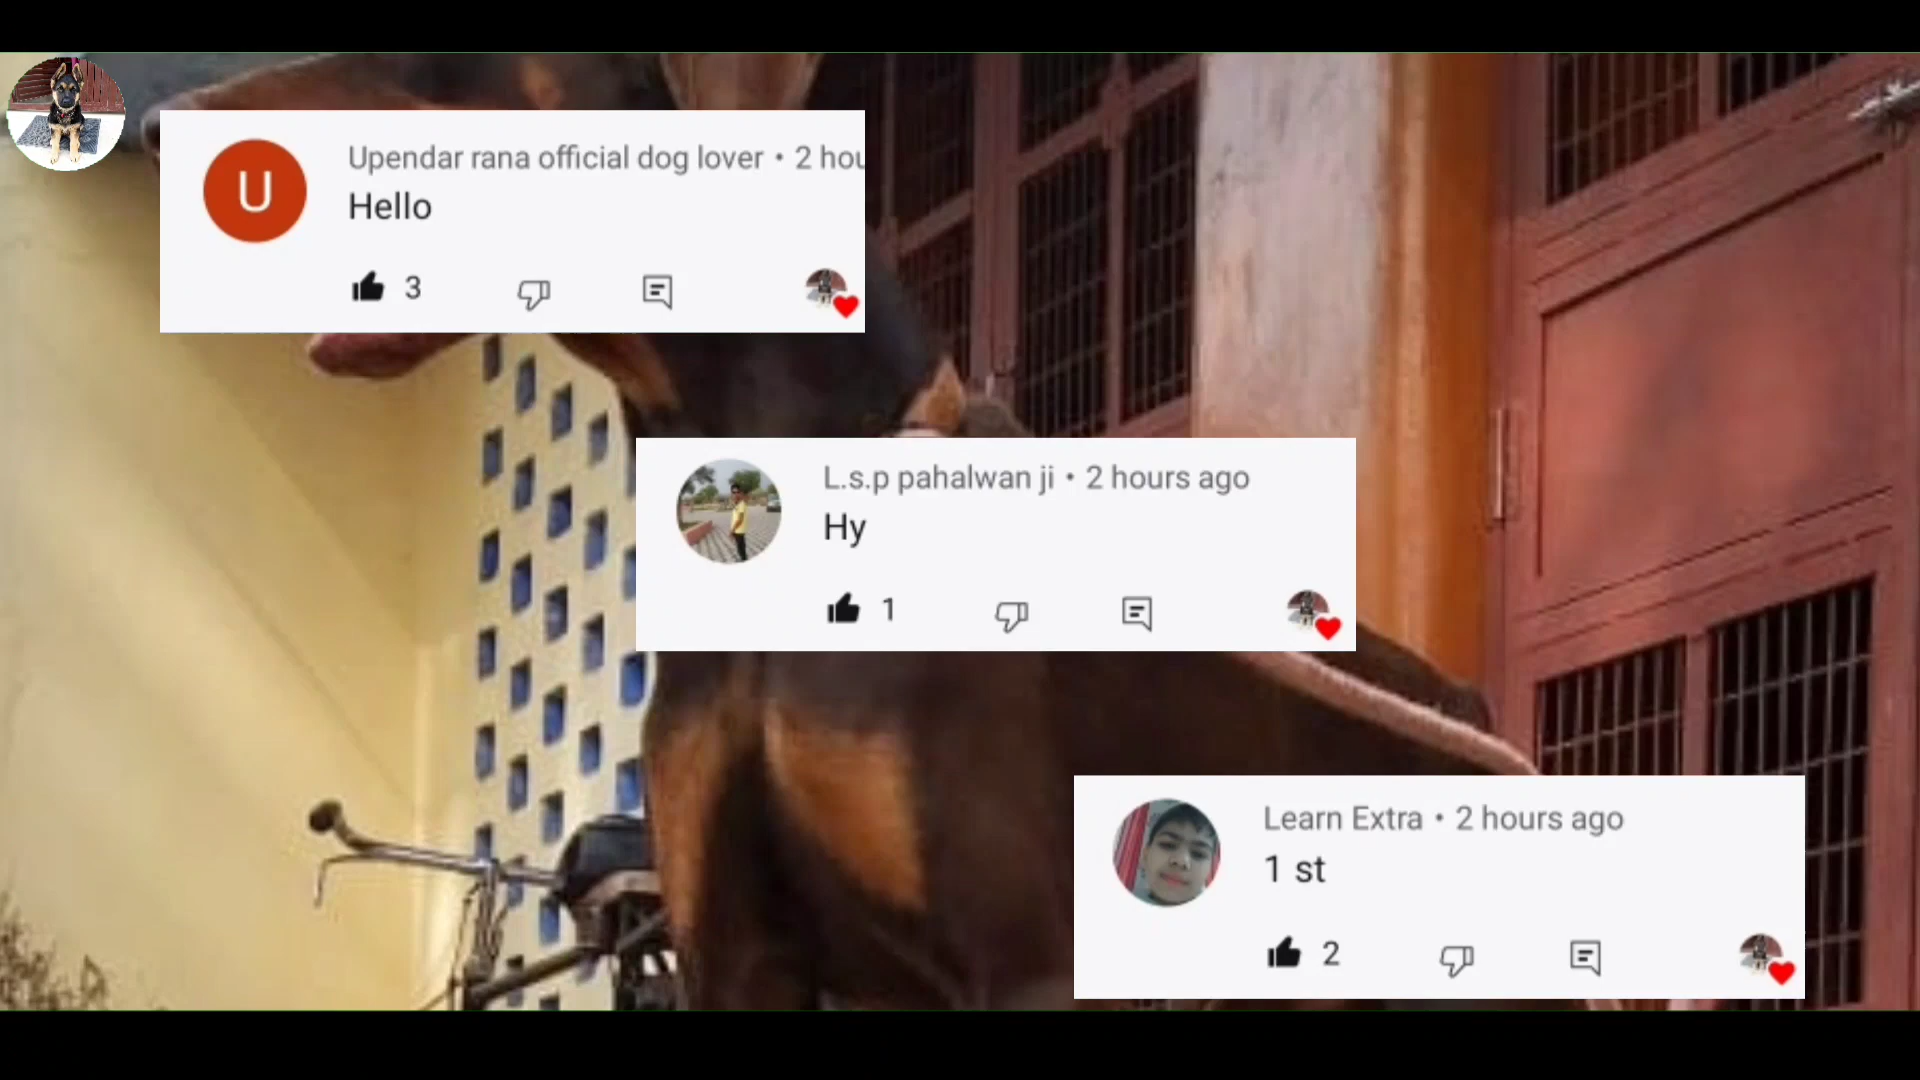 U
Upendar rana official dog lover • 2 hou
Hello
3
L.s.p pahalwan ji • 2 hours ago
Hy
1
Learn Extra • 2 hours ago
1 st
2